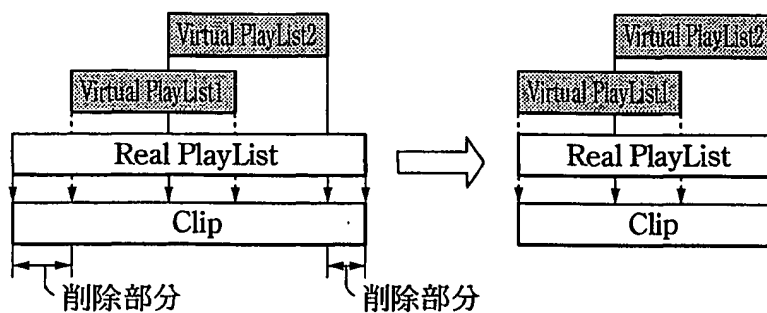 Virtual PlayList2
Virtual PlayList1
Real PlayList
Clip
削除部分
削除部分
Virtual PlayList2
Virtual PlayList1
Real PlayList
Clip